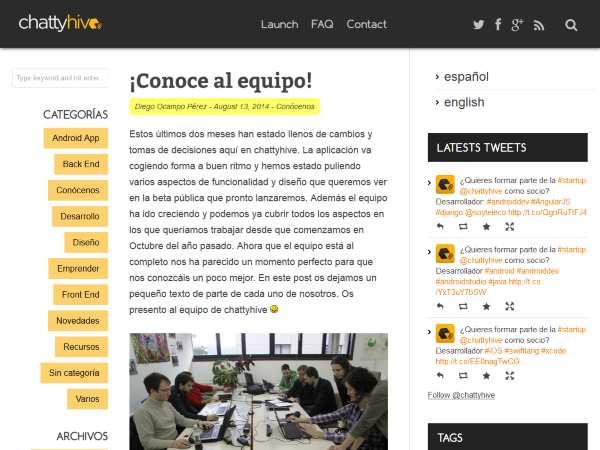 chattyhive
Launch FAQ Contact
Type keyword and hit enter...
CATEGORÍAS
Android App
Back End
Conócenos
Desarrollo
Diseño
Emprender
Front End
Novedades
Recursos
Sin categoría
Varios
ARCHIVOS
¡Conoce al equipo!
Diego Ocampo Pérez - August 13, 2014 - Conócenos
Estos últimos dos meses han estado llenos de cambios y
tomas de decisiones aquí en chattyhive. La aplicación va
cogiendo forma a buen ritmo y hemos estado puliendo
varios aspectos de funcionalidad y diseño que queremos ver
en la beta pública que pronto lanzaremos. Además el equipo
ha ido creciendo y podemos ya cubrir todos los aspectos en
los que queríamos trabajar desde que comenzamos en
Octubre del año pasado. Ahora que el equipo está al
completo nos ha parecido un momento perfecto para que
nos conozcáis un poco mejor. En este post os dejamos un
pequeño texto de parte de cada uno de nosotros. Os
presento al equipo de chattyhive
español
english
LATESTS TWEETS
¿Quieres formar parte de la #startup
@chattyhive como socio?
Desarrollador: #androiddev #AngularJS
#django @soyteleco http://t.co/QgnRuTtFJ4
¿Quieres formar parte de la #startup
@chattyhive como socio?
Desarrollador #android #androiddev
#androidstudio #java http://t.co
/YxT3uY7bSW
¿Quieres formar parte de la #startup
@chattyhive como socio?
Desarrollador #iOS #swiftlang #xcode
http://t.co/EE0nagTwCG
Follow @chattyhive
TAGS